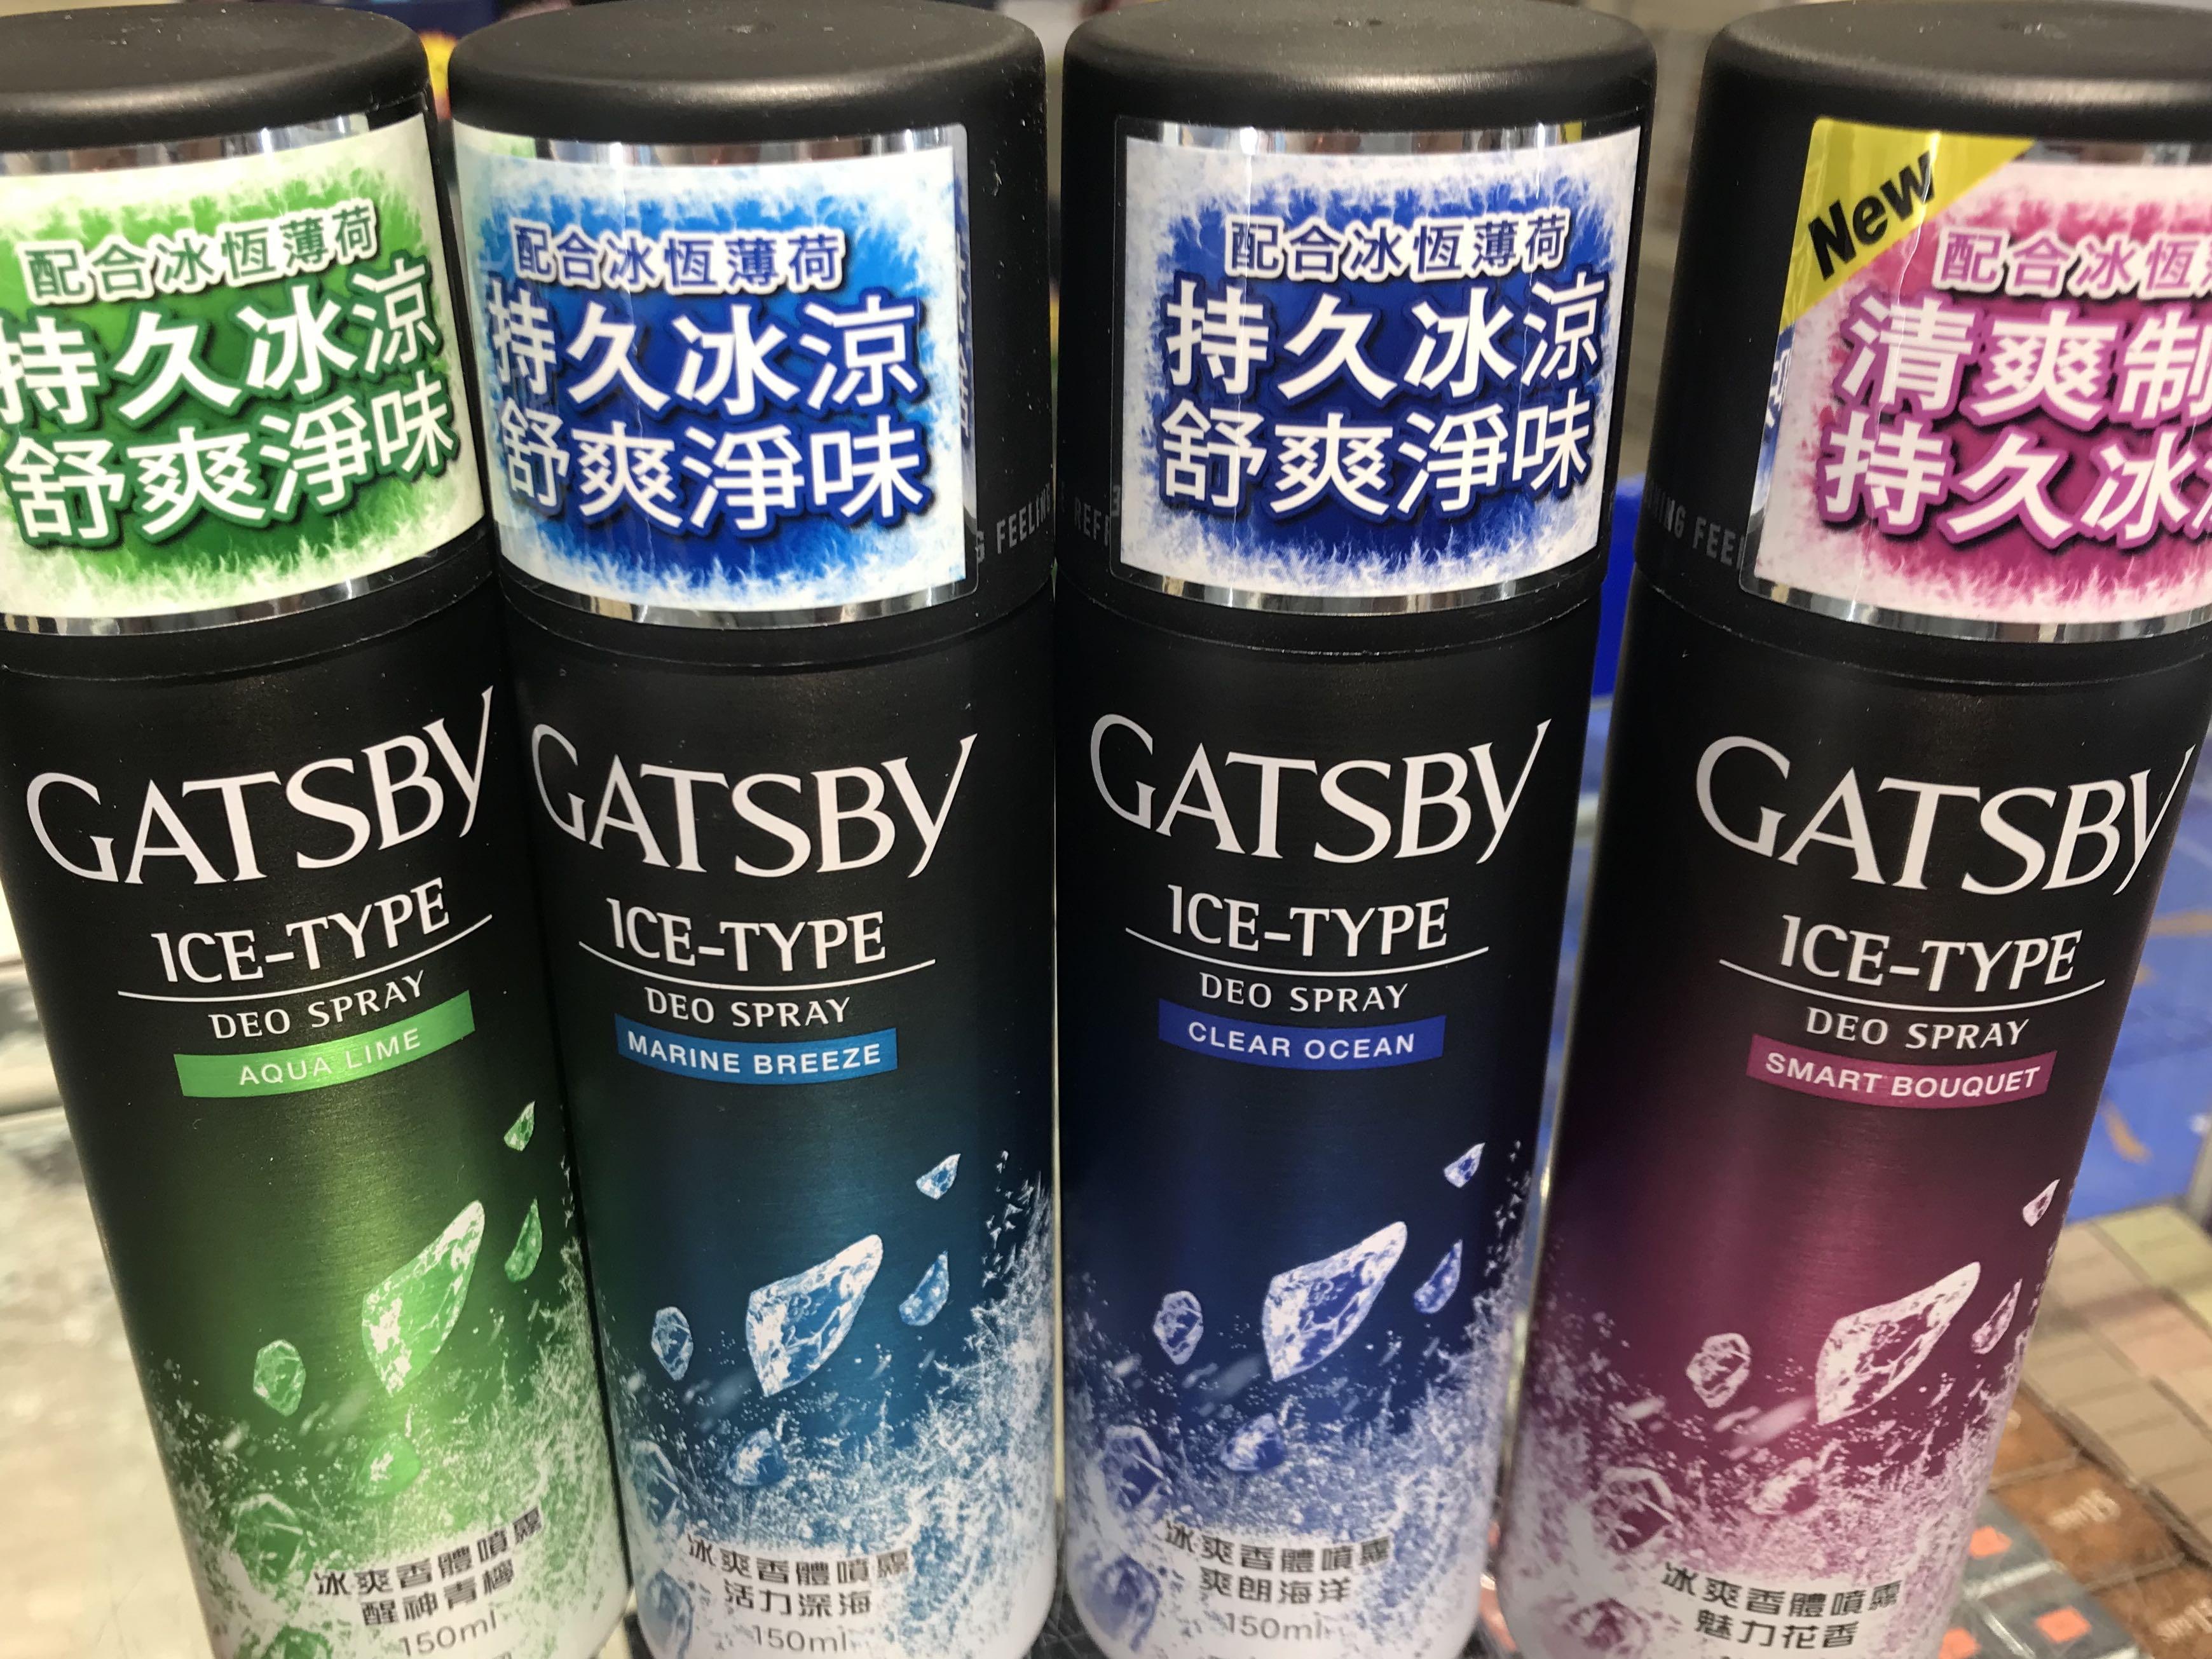 配合冰恆薄荷
持久冰涼
舒爽淨味
GATSBY
ICE-TYPE
DEO SPRAY
AQUA LIME
冰爽香體噴霧
醒神青檸
150ml
配合冰恆薄荷
持久冰涼
舒爽淨味
G FEELING
GATSBY
ICE-TYPE
DEO SPRAY
MARINE BREEZE
冰爽香體噴霧
活力深海
150ml
配合冰恆薄荷
持久冰涼
舒爽淨味
REF
GATSBY
ICE-TYPE
DEO SPRAY
CLEAR OCEAN
冰爽香體噴霧
爽朗海洋
150ml
New
配合冰恆
清爽制
持久冰
ING FEE
GATSBY
ICE-TYPE
DEO SPRAY
SMART BOUQUET
冰爽香體噴霧
魅力花香